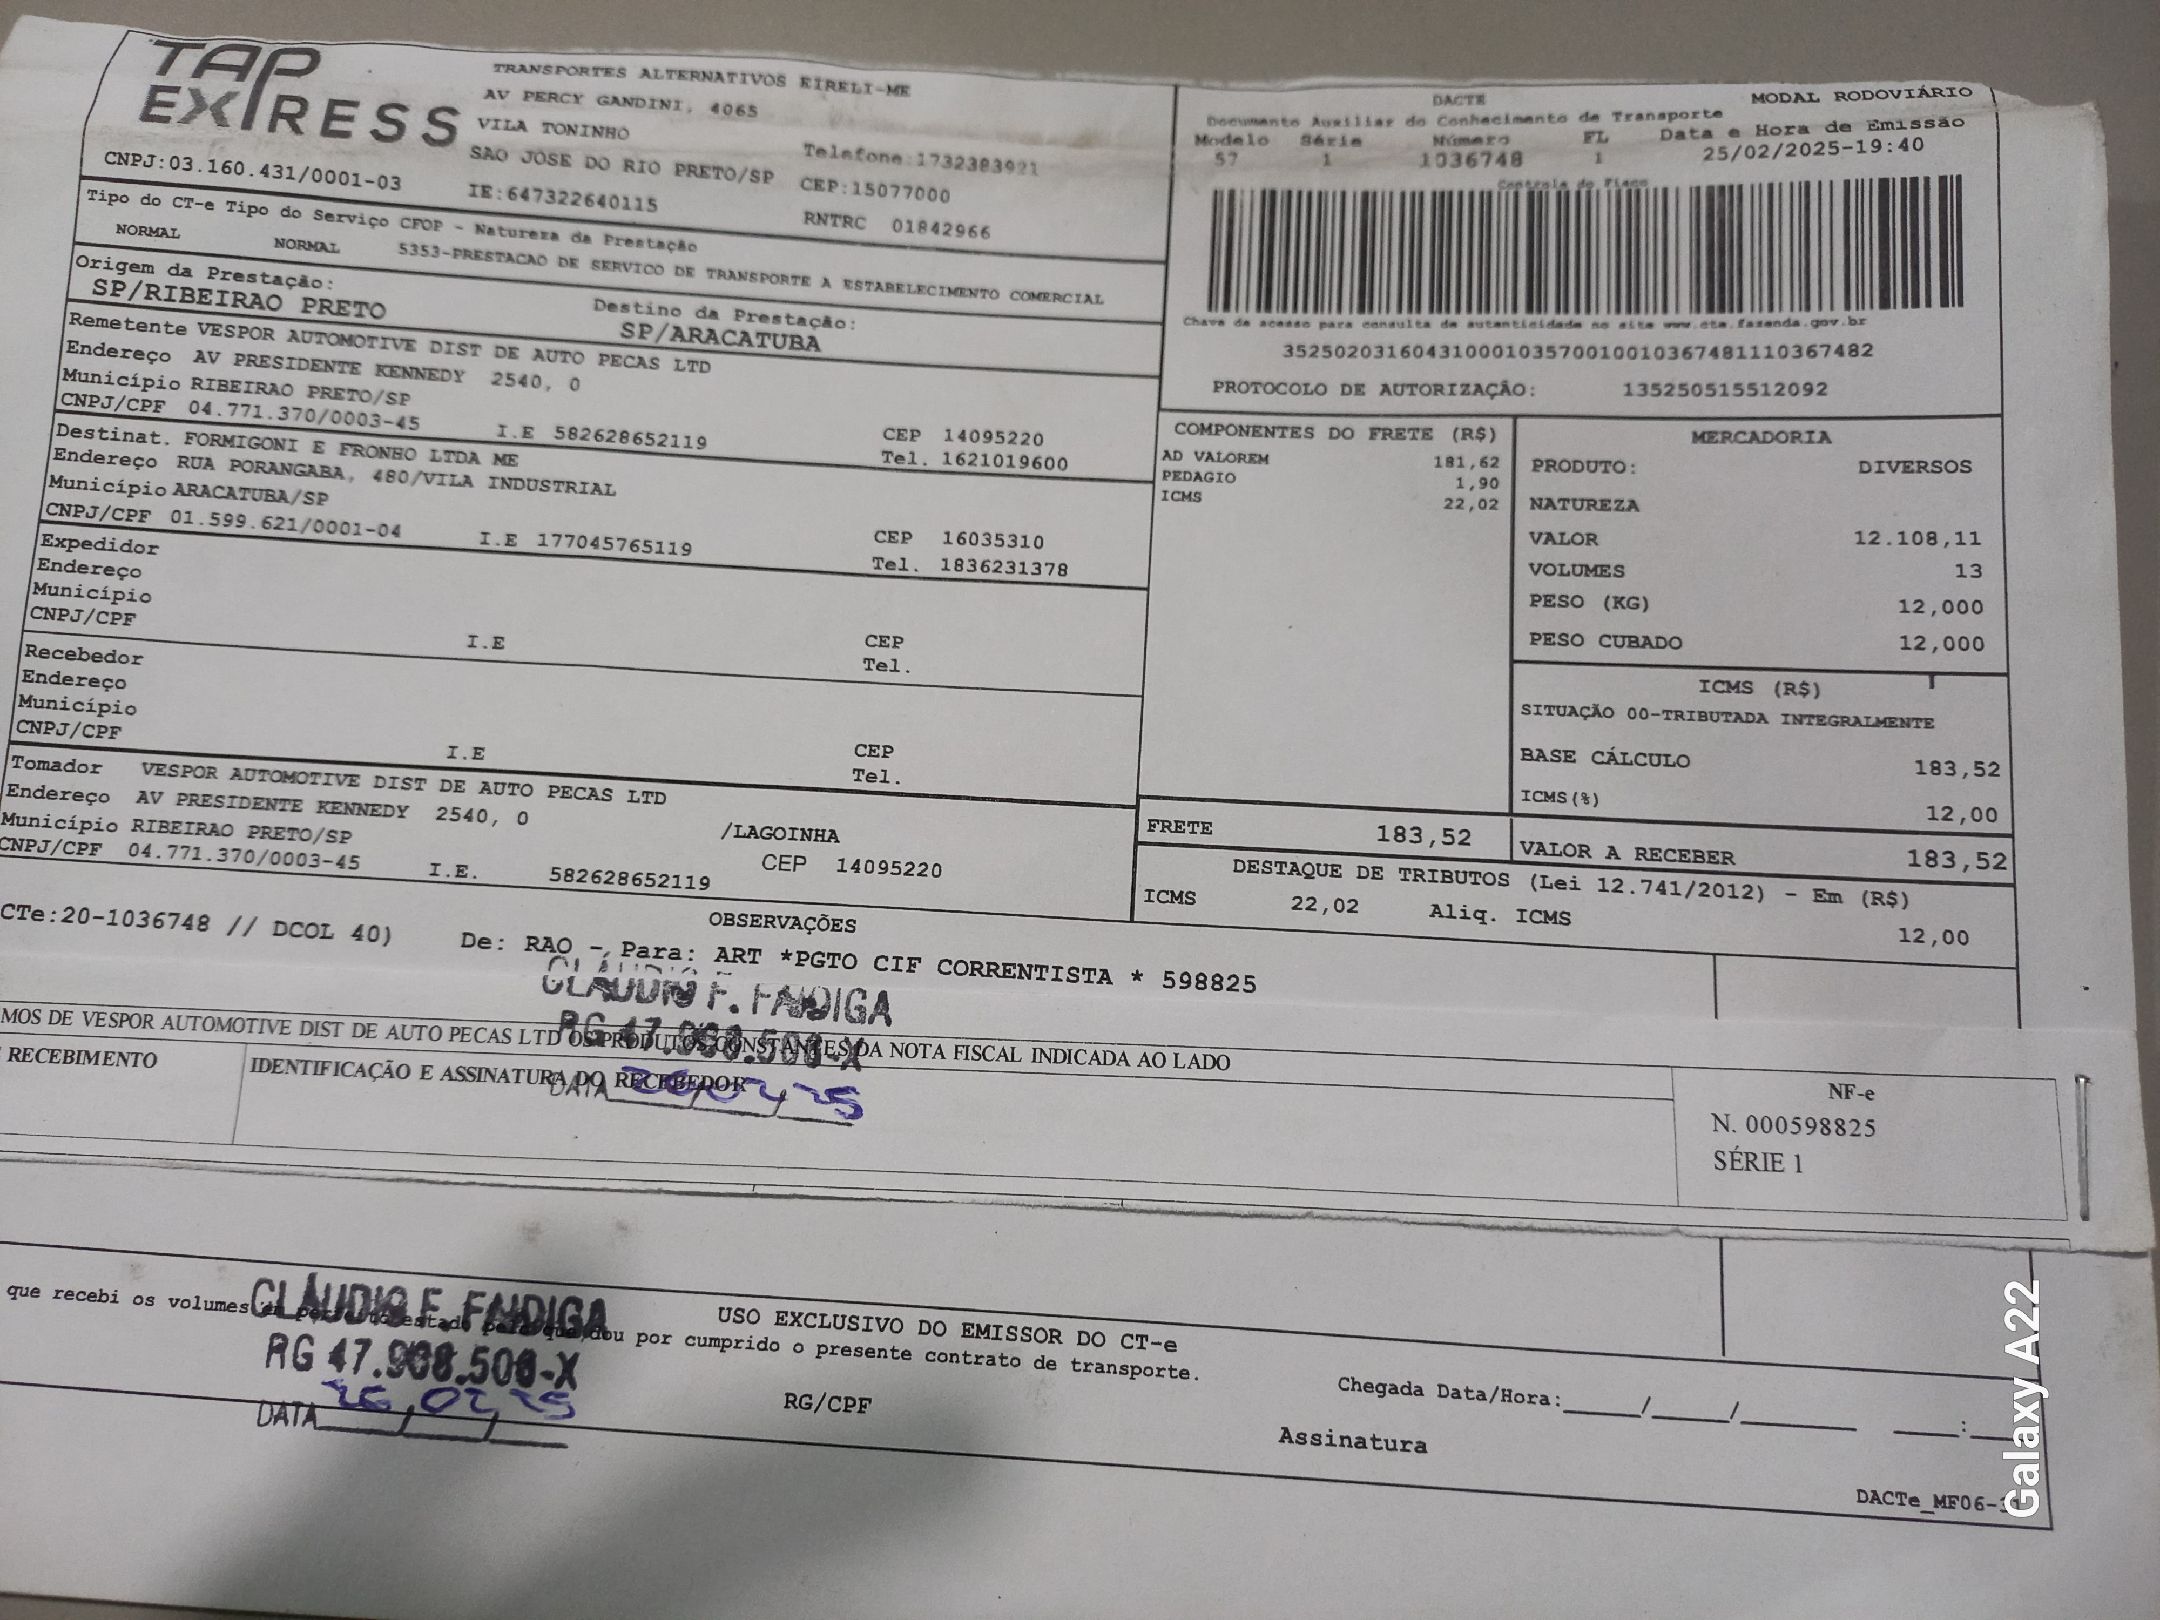 TAP EXPRESS
TRANSPORTES ALTERNATIVOS EIRELI-ME
AV PERCY GANDINI, 4065
VILA TONINHO
SAO JOSE DO RIO PRETO/SP
Telefone:1732383921
CNPJ:03.160.431/0001-03
IE:647322640115
CEP:15077000
RNTRC 01842966
Tipo do CT-e Tipo do Serviço CFOP - Natureza da Prestação
NORMAL NORMAL 5353-PRESTACAO DE SERVICO DE TRANSPORTE A ESTABELECIMENTO COMERCIAL
Origem da Prestação:
SP/RIBEIRAO PRETO
Destino da Prestação:
SP/ARACATUBA
Remetente VESPOR AUTOMOTIVE DIST DE AUTO PECAS LTD
Endereço AV PRESIDENTE KENNEDY 2540, 0
Município RIBEIRAO PRETO/SP
CNPJ/CPF 04.771.370/0003-45 I.E 582628652119
CEP 14095220
Tel. 1621019600
Destinat. FORMIGONI E FRONHO LTDA ME
Endereço RUA PORANGABA, 480/VILA INDUSTRIAL
Município ARACATUBA/SP
CNPJ/CPF 01.599.621/0001-04 I.E 177045765119
CEP 16035310
Tel. 1836231378
Expedidor
Endereço
Município
CNPJ/CPF I.E
CEP
Tel.
Recebedor
Endereço
Município
CNPJ/CPF I.E
CEP
Tel.
Tomador VESPOR AUTOMOTIVE DIST DE AUTO PECAS LTD
Endereço AV PRESIDENTE KENNEDY 2540, 0 /LAGOINHA
Município RIBEIRAO PRETO/SP
CEP 14095220
CNPJ/CPF 04.771.370/0003-45 I.E. 582628652119
DACTE
MODAL RODOVIÁRIO
Documento Auxiliar do Conhecimento de Transporte
Modelo Série Número FL Data e Hora de Emissão
57 1 1036748 1 25/02/2025-19:40
Controle do Fisco
Chave de acesso para consulta de autenticidade no site www.cte.fazenda.gov.br
35250203160431000103570010010367481110367482
PROTOCOLO DE AUTORIZAÇÃO: 135250515512092
COMPONENTES DO FRETE (R$)
AD VALOREM 181,62
PEDAGIO 1,90
ICMS 22,02
MERCADORIA
PRODUTO: DIVERSOS
NATUREZA
VALOR 12.108,11
VOLUMES 13
PESO (KG) 12,000
PESO CUBADO 12,000
ICMS (R$)
SITUAÇÃO 00-TRIBUTADA INTEGRALMENTE
BASE CÁLCULO 183,52
ICMS(%) 12,00
FRETE 183,52
VALOR A RECEBER 183,52
DESTAQUE DE TRIBUTOS (Lei 12.741/2012) - Em (R$)
ICMS 22,02 Aliq. ICMS 12,00
OBSERVAÇÕES
CTe:20-1036748 // DCOL 40) De: RAO - Para: ART *PGTO CIF CORRENTISTA * 598825
CLAUDIO F. FAIDIGA
MOS DE VESPOR AUTOMOTIVE DIST DE AUTO PECAS LTD OS PRODUTOS CONSTANTES DA NOTA FISCAL INDICADA AO LADO
RECEBIMENTO
IDENTIFICAÇÃO E ASSINATURA DO RECEBEDOR
DATA
NF-e
N. 000598825
SÉRIE 1
CLAUDIO F. FAIDIGA
USO EXCLUSIVO DO EMISSOR DO CT-e
que recebi os volumes em perfeito estado pelo que dou por cumprido o presente contrato de transporte.
RG 47.908.500-X
DATA 26/02/25
RG/CPF
Chegada Data/Hora:____/____/______ ___:
Assinatura
DACTe_MF06-
Galaxy A22